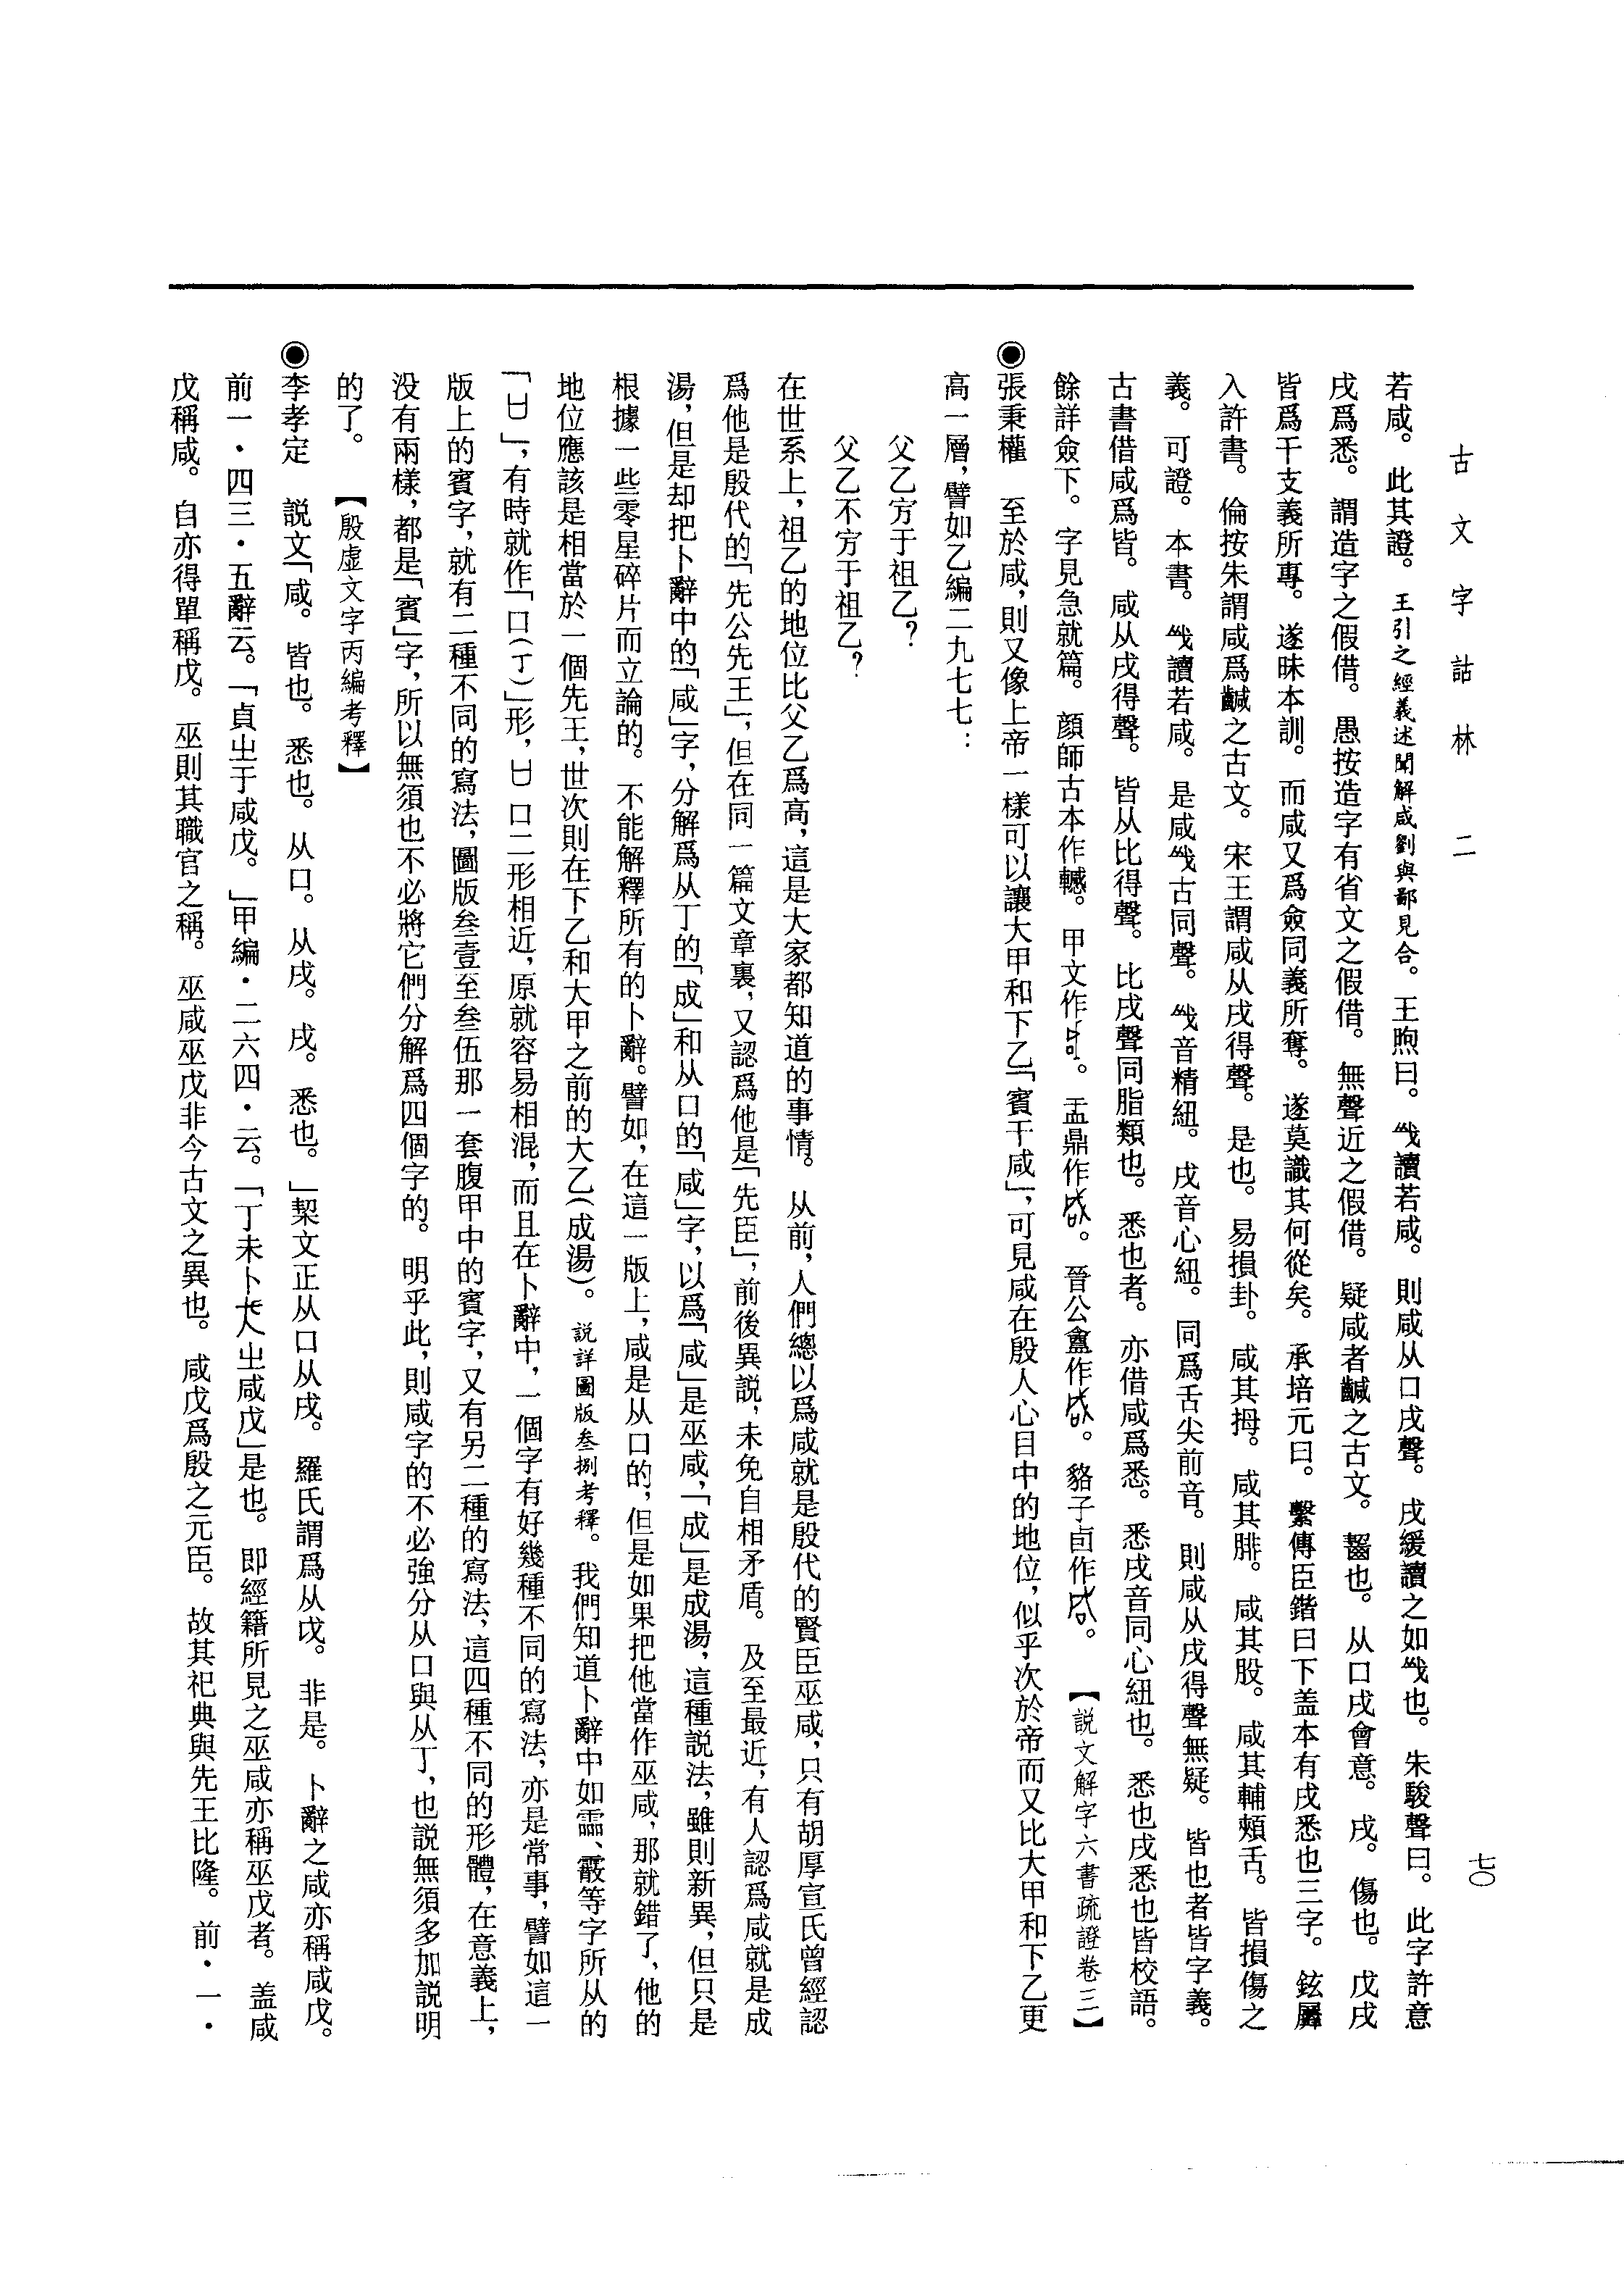 古文字詁林 二
七〇
若咸。此其證。王引之經義述聞解咸劉與鄙見合。王煦曰。讀若咸。則咸从口戌聲。戌緩讀之如也。朱駿聲曰。此字許意
戌爲悉。謂造字之假借。愚按造字有省文之假借。無聲近之假借。疑咸者鹹之古文。齧也。从口戌會意。戌。傷也。戊戌
皆爲干支義所專。遂昧本訓。而咸又爲僉同義所奪。遂莫識其何從矣。承培元曰。繫傳臣鍇曰下盖本有戌悉也三字。鉉羼
入許書。倫按朱謂咸爲鹹之古文。宋王謂咸从戌得聲。是也。易損卦。咸其拇。咸其腓。咸其股。咸其輔頰舌。皆損傷之
義。可證。本書。讀若咸。是咸古同聲。音精紐。戌音心紐。同爲舌尖前音。則咸从戌得聲無疑。皆也者皆字義。
古書借咸爲皆。咸从戌得聲。皆从比得聲。比戌聲同脂類也。悉也者。亦借咸爲悉。悉戌音同心紐也。悉也戌悉也皆校語。
餘詳僉下。字見急就篇。顔師古本作轗。甲文作。盂鼎作。晉公𥂴作。貉子卣作。【説文解字六書疏證卷三】
◉張秉權 至於咸，則又像上帝一樣可以讓大甲和下乙「賓于咸」，可見咸在殷人心目中的地位，似乎次於帝而又比大甲和下乙更
高一層，譬如乙編二九七七：
父乙㝑于祖乙？
父乙不㝑于祖乙？
在世系上，祖乙的地位比父乙爲高，這是大家都知道的事情。从前，人們總以爲咸就是殷代的賢臣巫咸，只有胡厚宣氏曾經認
爲他是殷代的「先公先王」，但在同一篇文章裏，又認爲他是「先臣」，前後異説，未免自相矛盾。及至最近，有人認爲咸就是成
湯，但是却把卜辭中的「咸」字，分解爲从丁的「成」和从口的「咸」字，以爲「咸」是巫咸，「成」是成湯，這種説法，雖則新異，但只是
根據一些零星碎片而立論的。不能解釋所有的卜辭。譬如，在這一版上，咸是从口的，但是如果把他當作巫咸，那就錯了，他的
地位應該是相當於一個先王，世次則在下乙和大甲之前的大乙（成湯）。説詳圖版叁捌考釋。我們知道卜辭中如霝、霰等字所从的
「ㅂ」，有時就作「口（丁）」形，ㅂ口二形相近，原就容易相混，而且在卜辭中，一個字有好幾種不同的寫法，亦是常事，譬如這一
版上的賓字，就有二種不同的寫法，圖版叁壹至叁伍那一套腹甲中的賓字，又有另二種的寫法，這四種不同的形體，在意義上，
没有兩樣，都是「賓」字，所以無須也不必將它們分解爲四個字的。明乎此，則咸字的不必強分从口與从丁，也説無須多加説明
的了。【殷虛文字丙編考釋】
◉李孝定 説文「咸。皆也。悉也。从口。从戌。戌。悉也。」栔文正从口从戌。羅氏謂爲从戉。非是。卜辭之咸亦稱咸戊。
前一・四三・五辭云。「貞㞢于咸戊。」甲編・二六四・云。「丁未卜㞢咸戊」是也。即經籍所見之巫咸亦稱巫戊者。盖咸
戊稱咸。自亦得單稱戊。巫則其職官之稱。巫咸巫戊非今古文之異也。咸戊爲殷之元臣。故其祀典與先王比隆。前・一・